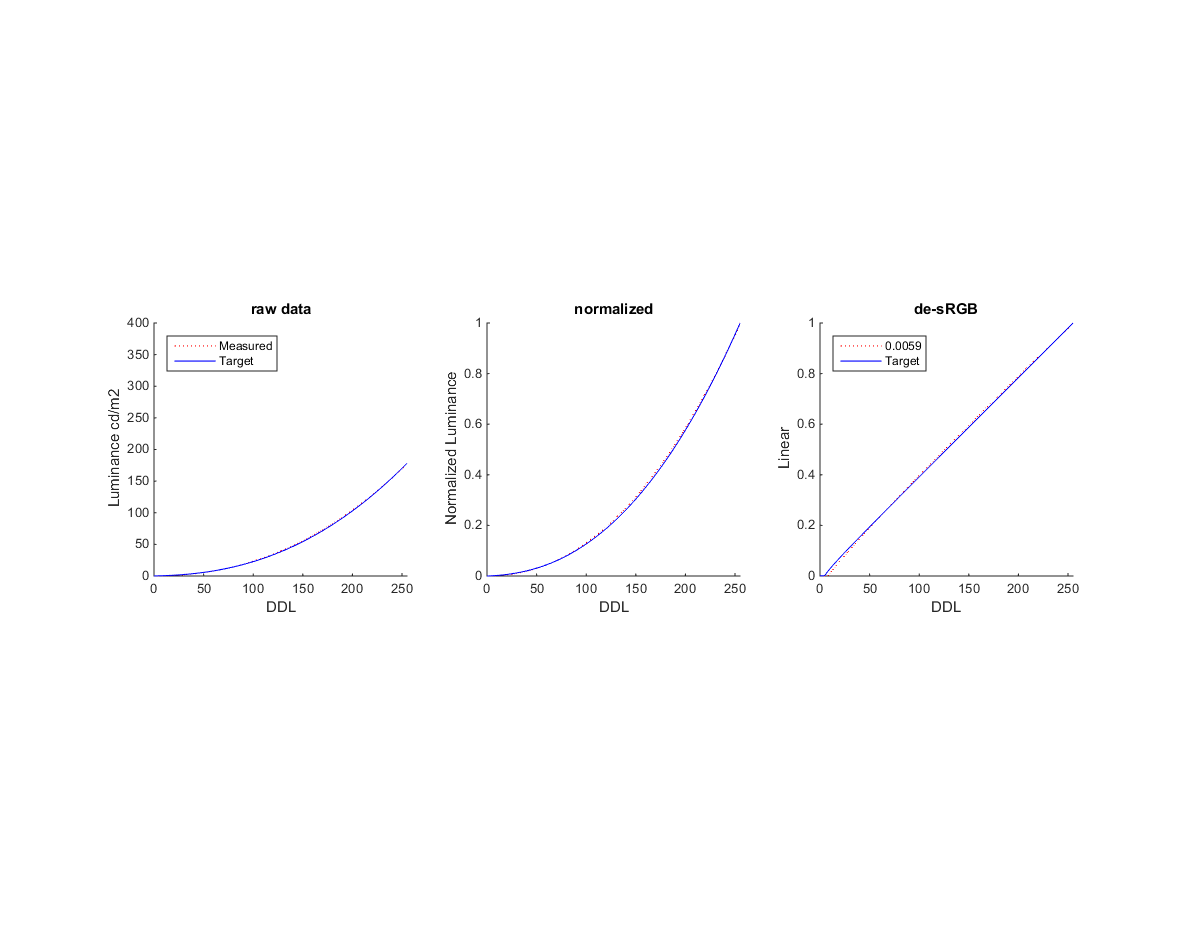 raw data
400
350
300
250
200
150
100
50
0
Luminance cd/m2
Measured
Target
0 50 100 150 200 250
DDL
normalized
1
0.8
0.6
0.4
0.2
0
Normalized Luminance
0 50 100 150 200 250
DDL
de-sRGB
1
0.8
0.6
0.4
0.2
0
Linear
0.0059
Target
0 50 100 150 200 250
DDL